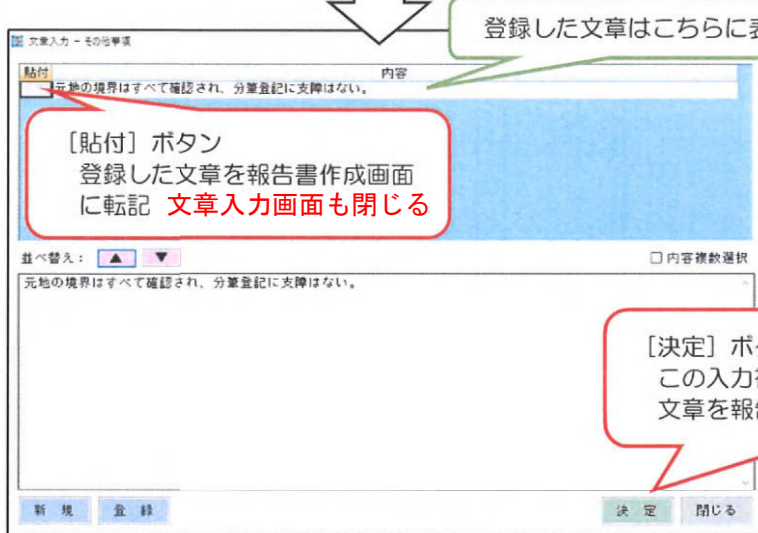 登録した文章はこちらに表
文章入力 - その他事項
貼付 内容
元地の境界はすべて確認され、分筆登記に支障はない。
［貼付］ボタン
登録した文章を報告書作成画面
に転記 文章入力画面も閉じる
並べ替え： ▲ ▼ □内容複数選択
元地の境界はすべて確認され、分筆登記に支障はない。
［決定］ボ
この入力
文章を報
新 規 登 録 決 定 閉じる